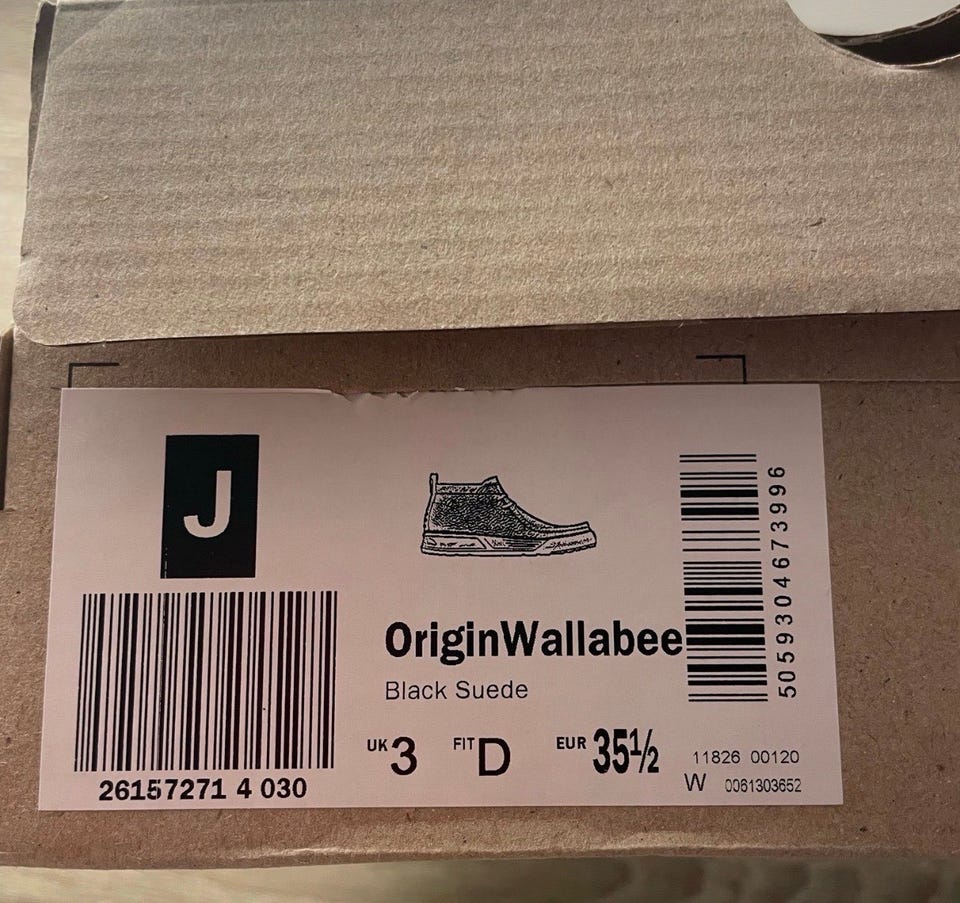 J
26157271 4 030
OriginWallabee
Black Suede
UK 3 FIT D EUR 35½
5059304673996
11826 00120
W 0061303652